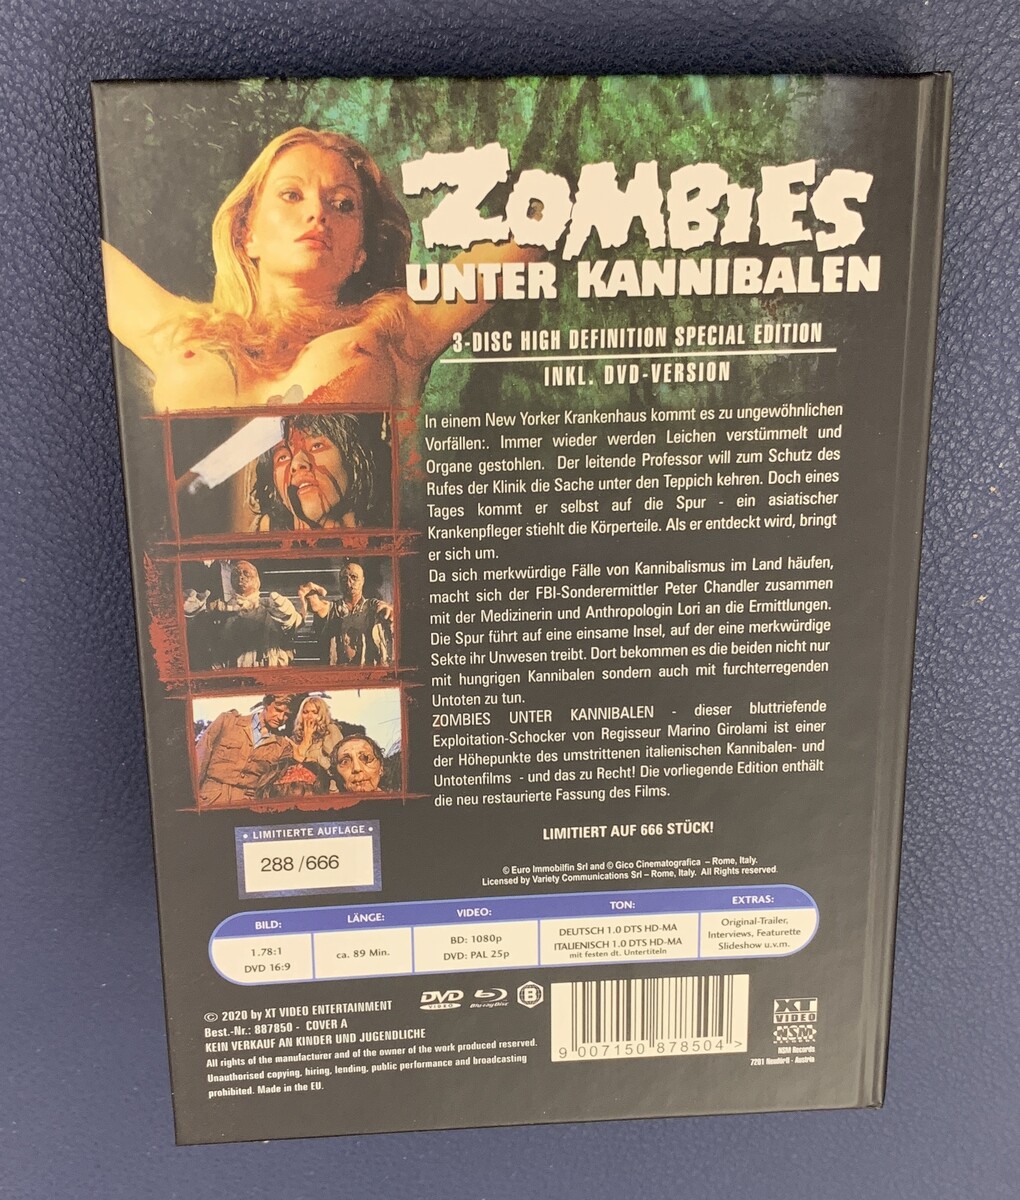 ZOMBIES
UNTER KANNIBALEN
3-DISC HIGH DEFINITION SPECIAL EDITION
INKL. DVD-VERSION
In einem New Yorker Krankenhaus kommt es zu ungewöhnlichen
Vorfällen:. Immer wieder werden Leichen verstümmelt und
Organe gestohlen. Der leitende Professor will zum Schutz des
Rufes der Klinik die Sache unter den Teppich kehren. Doch eines
Tages kommt er selbst auf die Spur - ein asiatischer
Krankenpfleger stiehlt die Körperteile. Als er entdeckt wird, bringt
er sich um.
Da sich merkwürdige Fälle von Kannibalismus im Land häufen,
macht sich der FBI-Sonderermittler Peter Chandler zusammen
mit der Medizinerin und Anthropologin Lori an die Ermittlungen.
Die Spur führt auf eine einsame Insel, auf der eine merkwürdige
Sekte ihr Unwesen treibt. Dort bekommen es die beiden nicht nur
mit hungrigen Kannibalen sondern auch mit furchterregenden
Untoten zu tun.
ZOMBIES UNTER KANNIBALEN - dieser bluttriefende
Exploitation-Schocker von Regisseur Marino Girolami ist einer
der Höhepunkte des umstrittenen italienischen Kannibalen- und
Untotenfilms - und das zu Recht! Die vorliegende Edition enthält
die neu restaurierte Fassung des Films.
• LIMITIERTE AUFLAGE •
288 /666
LIMITIERT AUF 666 STÜCK!
© Euro Immobilfin Srl and © Gico Cinematografica – Rome, Italy.
Licensed by Variety Communications Srl – Rome, Italy. All Rights reserved.
BILD:
1.78:1
DVD 16:9
LÄNGE:
ca. 89 Min.
VIDEO:
BD: 1080p
DVD: PAL 25p
TON:
DEUTSCH 1.0 DTS HD-MA
ITALIENISCH 1.0 DTS HD-MA
mit festen dt. Untertiteln
EXTRAS:
Original-Trailer,
Interviews, Featurette
Slideshow u.v.m.
© 2020 by XT VIDEO ENTERTAINMENT
Best.-Nr.: 887850 - COVER A
KEIN VERKAUF AN KINDER UND JUGENDLICHE
All rights of the manufacturer and of the owner of the work produced reserved.
Unauthorised copying, hiring, lending, public performance and broadcasting
prohibited. Made in the EU.
DVD
VIDEO
Blu-ray Disc
B
9 007150 878504 >
XT
VIDEO
NSM
NSM Records
7201 Neudörfl - Austria